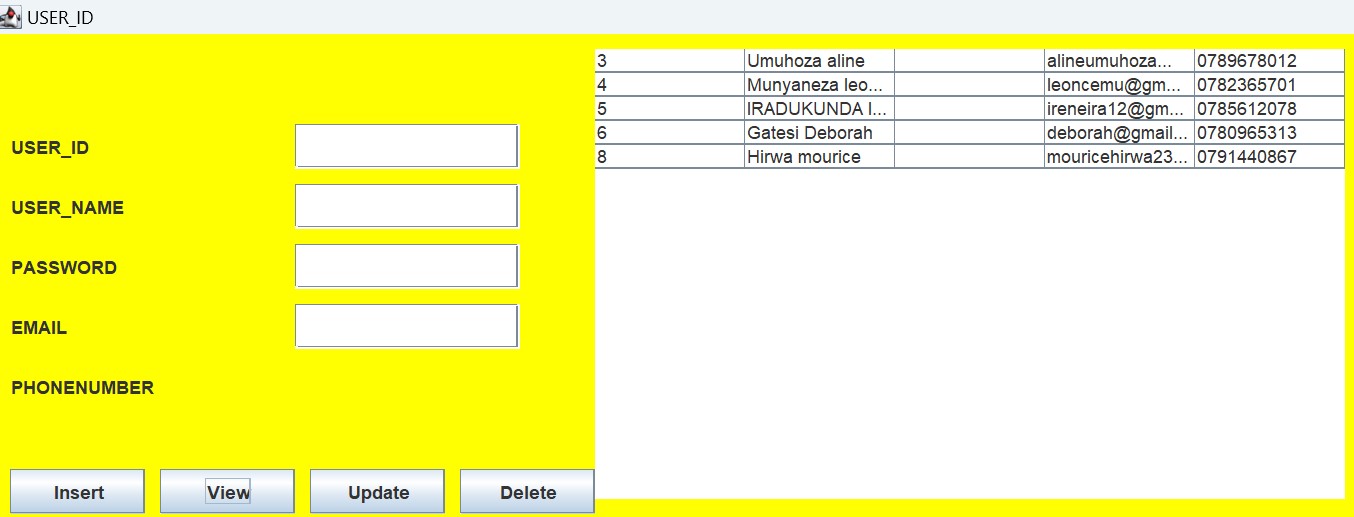 USER_ID
USER_ID
USER_NAME
PASSWORD
EMAIL
PHONENUMBER
Insert View Update Delete
3 Umuhoza aline alineumuhoza... 0789678012
4 Munyaneza leo... leoncemu@gm... 0782365701
5 IRADUKUNDA I... ireneira12@gm... 0785612078
6 Gatesi Deborah deborah@gmail... 0780965313
8 Hirwa mourice mouricehirwa23... 0791440867